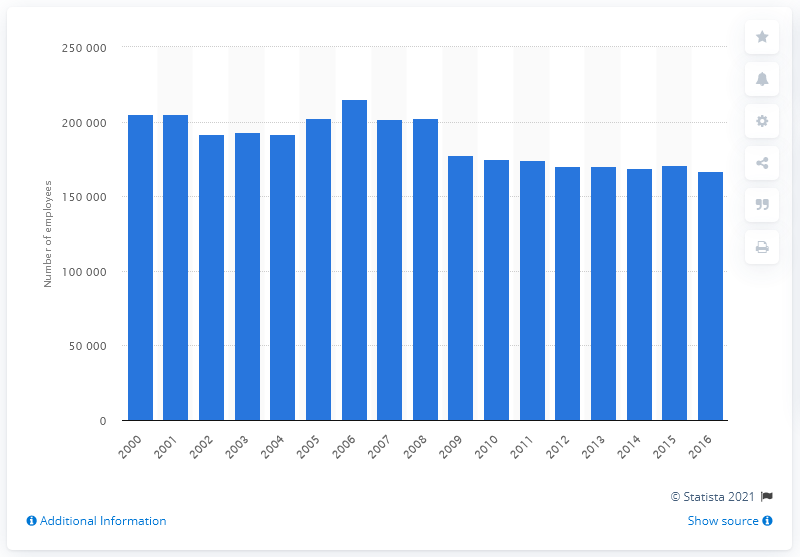 250 000
200 000
150 000
100 000
50 000
0
Number of employees
2000 2001 2002 2003 2004 2005 2006 2007 2008 2009 2010 2011 2012 2013 2014 2015 2016
© Statista 2021
Additional Information
Show source